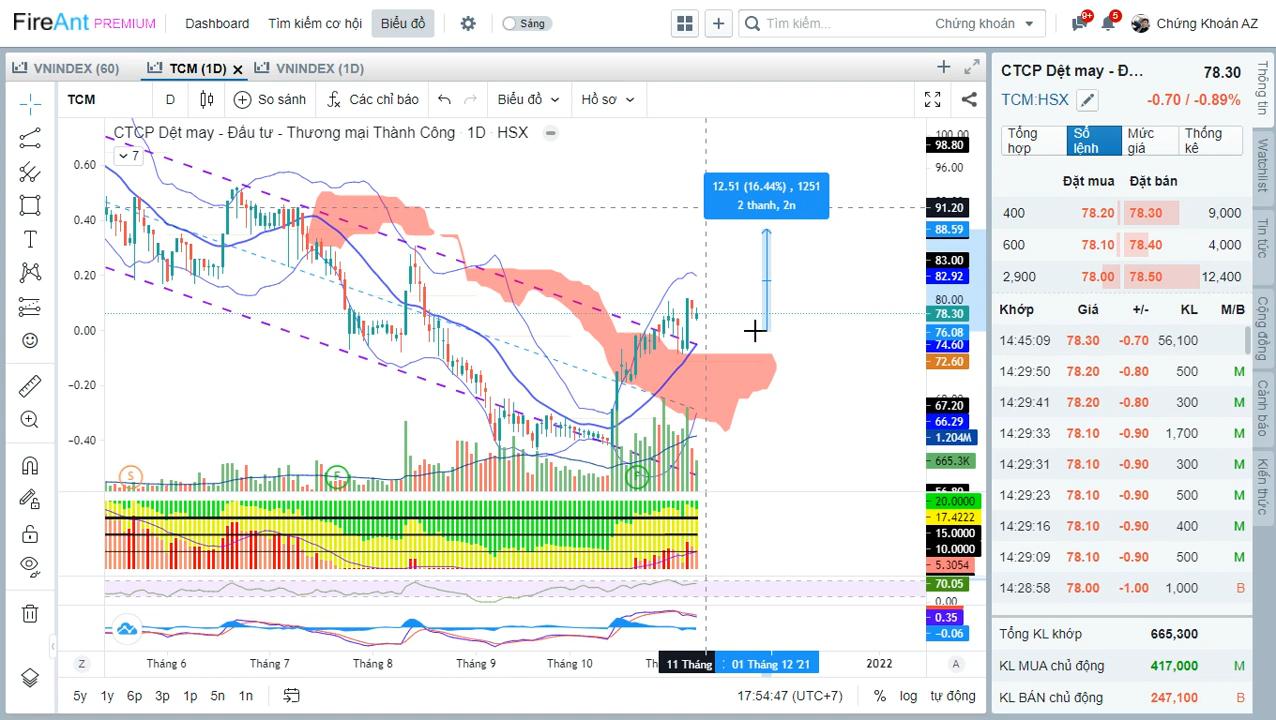 FireAnt PREMIUM
Dashboard
Tìm kiếm cơ hội
Biểu đồ
Sáng
Tìm kiếm...
Chứng khoán
9+
5
Chứng Khoán AZ
VNINDEX (60)
TCM (1D)
VNINDEX (1D)
TCM
D
So sánh
Các chỉ báo
Biểu đồ
Hồ sơ
CTCP Dệt may - Đầu tư - Thương mại Thành Công · 1D · HSX
7
0.60
0.40
0.20
0.00
−0.20
−0.40
12.51 (16.44%) , 1251
2 thanh, 2n
100.00
98.80
96.00
91.20
88.59
83.00
82.92
80.00
78.30
76.08
74.60
72.60
67.20
66.29
1.204M
665.3K
20.0000
17.4222
15.0000
10.0000
5.3054
70.05
0.00
0.35
−0.06
S
E
Z
Tháng 6
Tháng 7
Tháng 8
Tháng 9
Tháng 10
11 Tháng
01 Tháng 12 '21
2022
A
5y
1y
6p
3p
1p
5n
1n
17:54:47 (UTC+7)
%
log
tự động
CTCP Dệt may - Đ...
78.30
TCM:HSX
-0.70 / -0.89%
Tổng hợp
Sổ lệnh
Mức giá
Thống kê
Đặt mua Đặt bán
400 78.20 78.30 9,000
600 78.10 78.40 4,000
2,900 78.00 78.50 12,400
Khớp Giá +/- KL M/B
14:45:09 78.30 -0.70 56,100
14:29:50 78.20 -0.80 500 M
14:29:41 78.20 -0.80 300 M
14:29:35 78.10 -0.90 1,700 M
14:29:31 78.10 -0.90 300 M
14:29:23 78.10 -0.90 500 M
14:29:16 78.10 -0.90 400 M
14:29:09 78.10 -0.90 500 M
14:28:58 78.00 -1.00 1,000 B
Tổng KL khớp 665,300
KL MUA chủ động 417,000 M
KL BÁN chủ động 247,100 B
Thông tin
Watchlist
Tin tức
Cộng đồng
Cảnh báo
Kiến thức